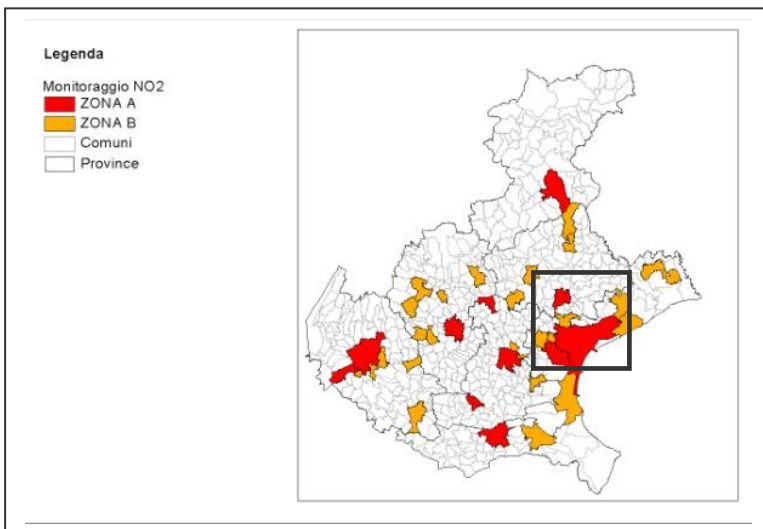 Legenda
Monitoraggio NO2
ZONA A
ZONA B
Comuni
Province